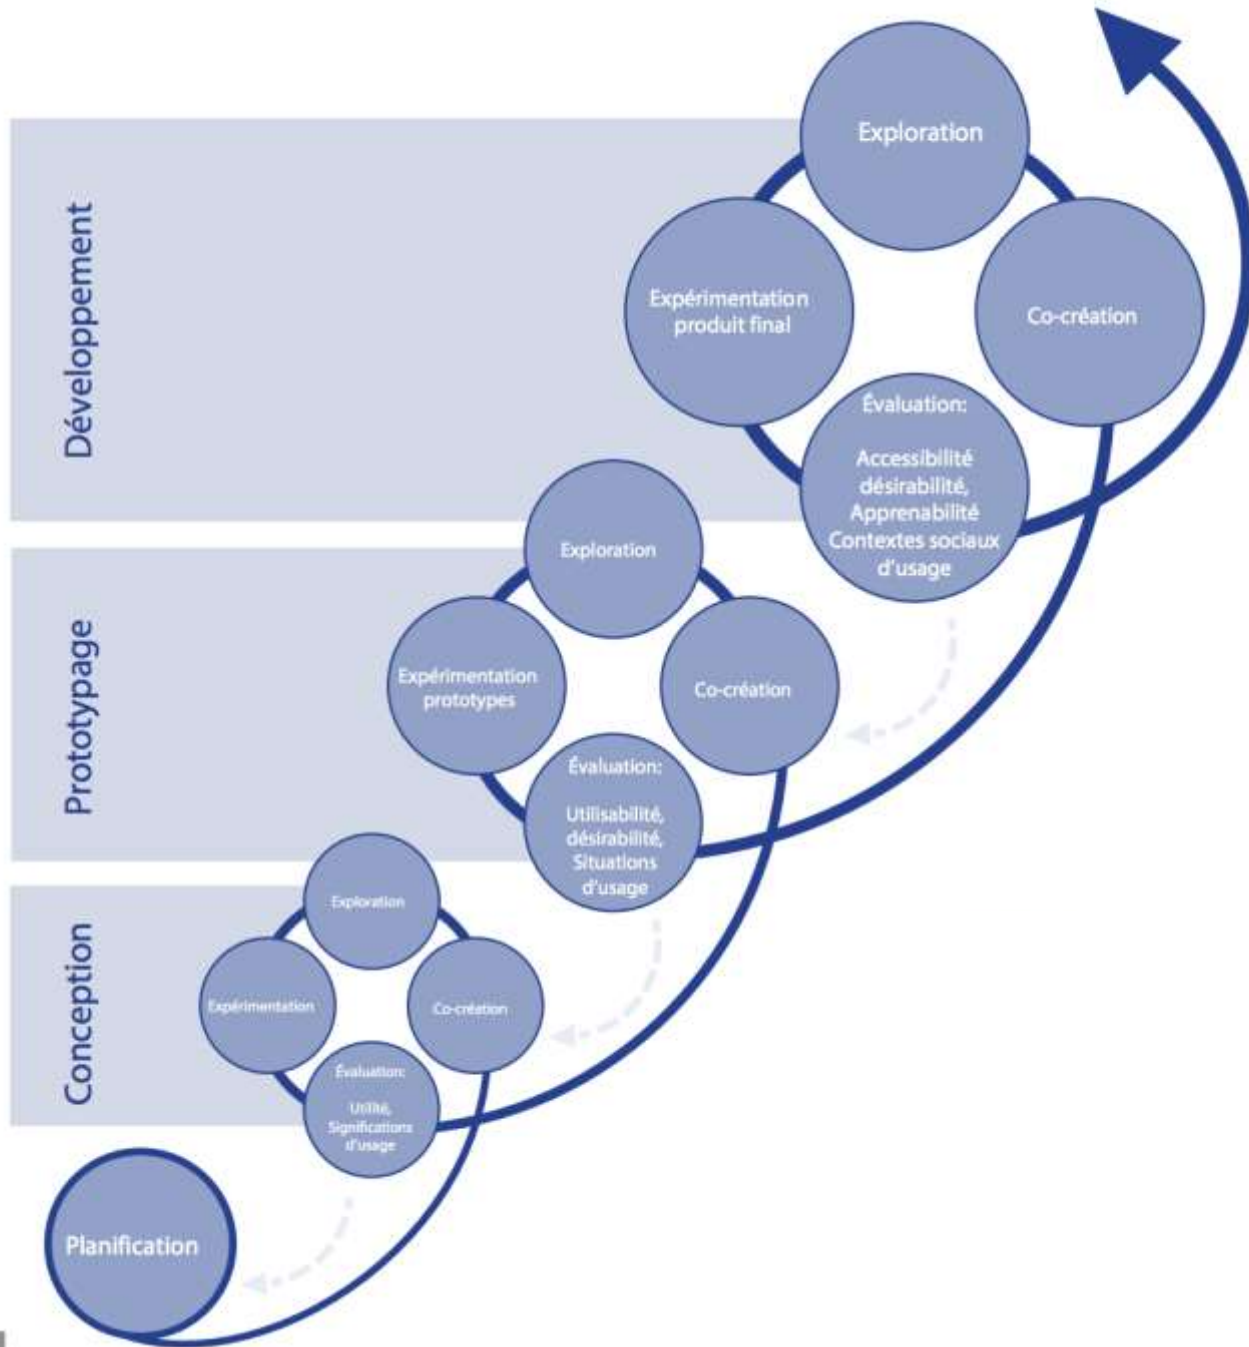 Développement
Exploration
Expérimentation
produit final
Co-création
Évaluation:
Accessibilité
désirabilité,
Apprenabilité
Contextes sociaux
d'usage
Prototypage
Exploration
Expérimentation
prototypes
Co-création
Évaluation:
Utilisabilité,
désirabilité,
Situations
d'usage
Conception
Exploration
Expérimentation
Co-création
Évaluation:
Utilité,
Significations
d'usage
Planification